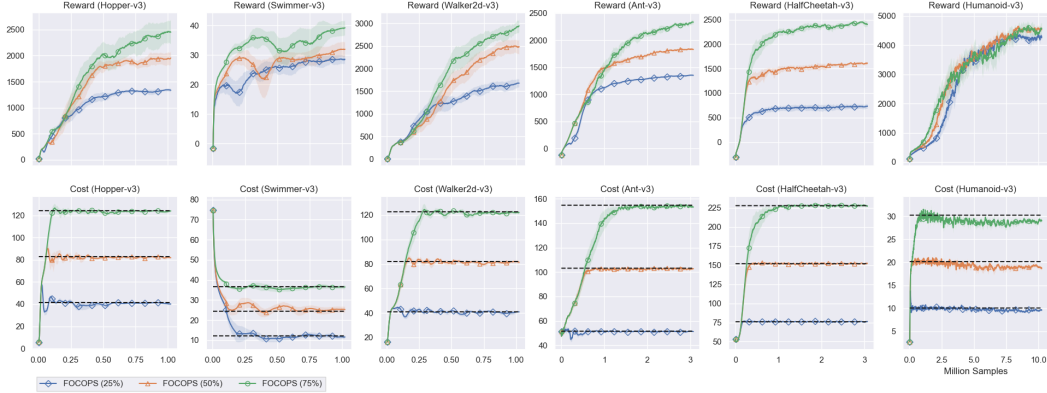 Reward (Hopper-v3) Reward (Swimmer-v3) Reward (Walker2d-v3) Reward (Ant-v3) Reward (HalfCheetah-v3) Reward (Humanoid-v3)
2500 2000 1500 1000 500 0
40 30 20 10 0
3000 2500 2000 1500 1000 500 0
2500 2000 1500 1000 500 0
2500 2000 1500 1000 500 0
5000 4000 3000 2000 1000 0
Cost (Hopper-v3) Cost (Swimmer-v3) Cost (Walker2d-v3) Cost (Ant-v3) Cost (HalfCheetah-v3) Cost (Humanoid-v3)
120 100 80 60 40 20 0
80 70 60 50 40 30 20 10
120 100 80 60 40 20
160 140 120 100 80 60 40
225 200 175 150 125 100 75 50
30 25 20 15 10 5
0.00 0.25 0.50 0.75 1.00 0.00 0.25 0.50 0.75 1.00 0.00 0.25 0.50 0.75 1.00 0 1 2 3 0 1 2 3 0.0 2.5 5.0 7.5 10.0
Million Samples
FOCOPS (25%) FOCOPS (50%) FOCOPS (75%)